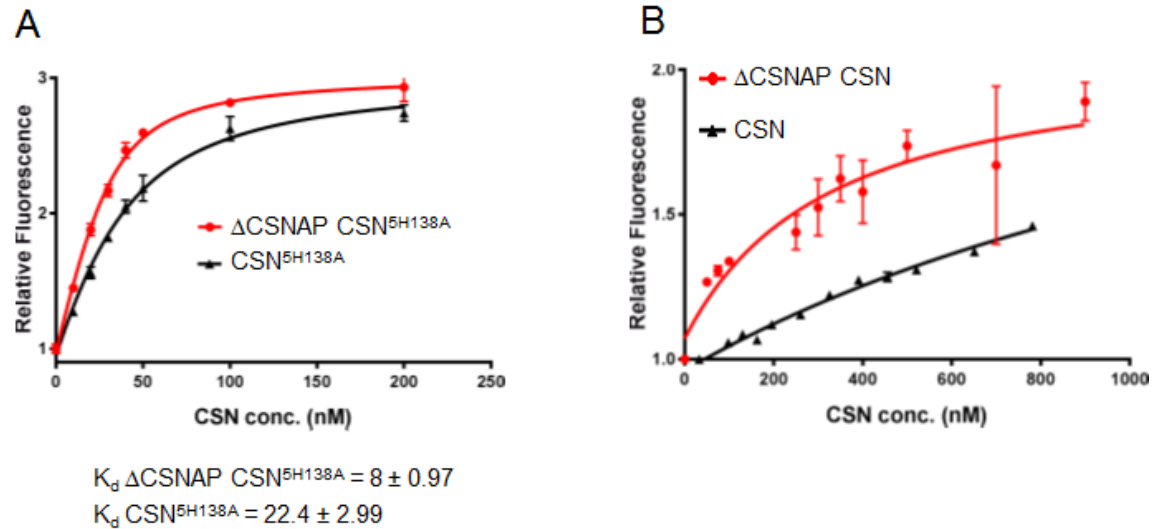 A
B
Relative Fluorescence
3
2
1
0
50
100
150
200
250
CSN conc. (nM)
ΔCSNAP CSN⁵ᴴ¹³⁸ᴬ
CSN⁵ᴴ¹³⁸ᴬ
K_d ΔCSNAP CSN⁵ᴴ¹³⁸ᴬ = 8 ± 0.97
K_d CSN⁵ᴴ¹³⁸ᴬ = 22.4 ± 2.99
Relative Fluorescence
2.0
1.5
1.0
0
200
400
600
800
1000
CSN conc. (nM)
ΔCSNAP CSN
CSN